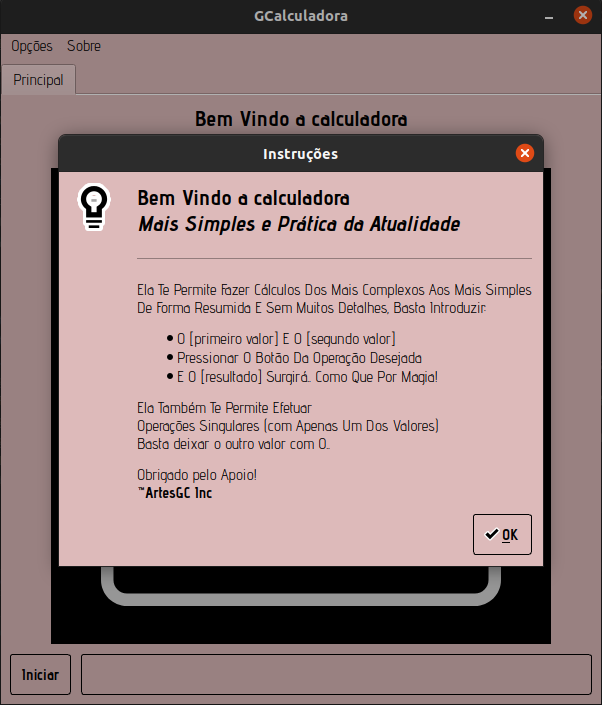 GCalculadora
Opções Sobre
Principal
Bem Vindo a calculadora
Instruções
Bem Vindo a calculadora
Mais Simples e Prática da Atualidade
Ela Te Permite Fazer Cálculos Dos Mais Complexos Aos Mais Simples
De Forma Resumida E Sem Muitos Detalhes, Basta Introduzir:
• O [primeiro valor] E O [segundo valor]
• Pressionar O Botão Da Operação Desejada
• E O [resultado] Surgirá.. Como Que Por Magia!
Ela Também Te Permite Efetuar
Operações Singulares (com Apenas Um Dos Valores)
Basta deixar o outro valor com 0..
Obrigado pelo Apoio!
™ArtesGC Inc
OK
Iniciar